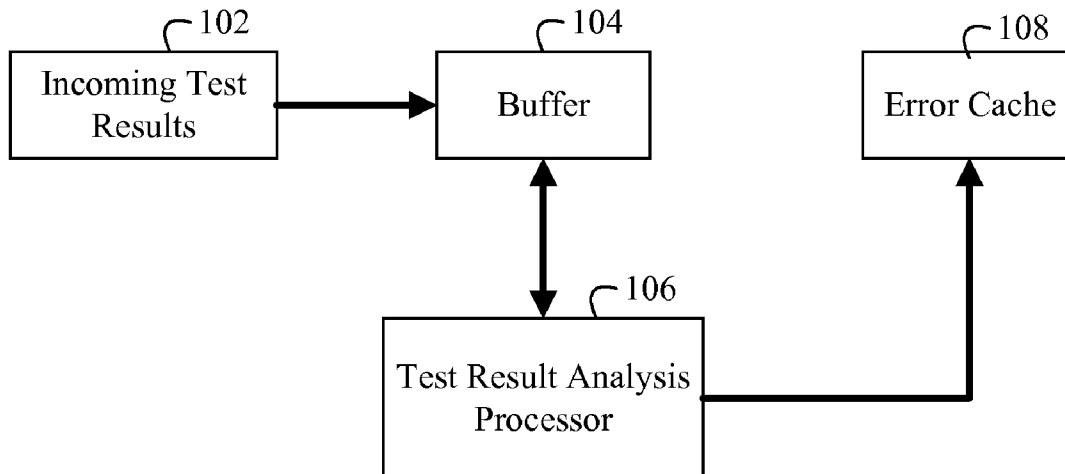 102
104
108
Incoming Test
Results
Buffer
Error Cache
106
Test Result Analysis
Processor